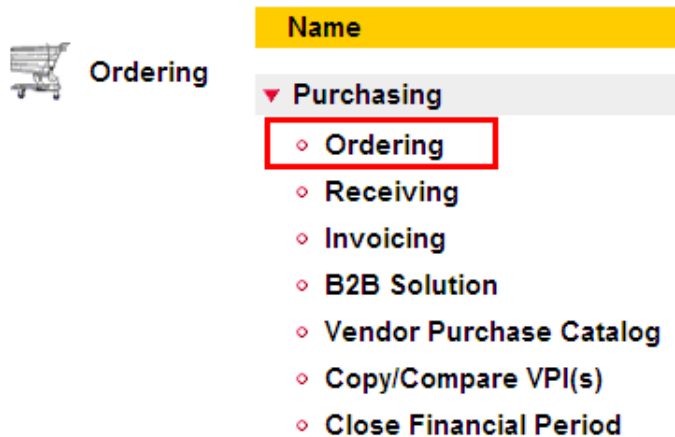 Name
Ordering
Purchasing
Ordering
Receiving
Invoicing
B2B Solution
Vendor Purchase Catalog
Copy/Compare VPI(s)
Close Financial Period